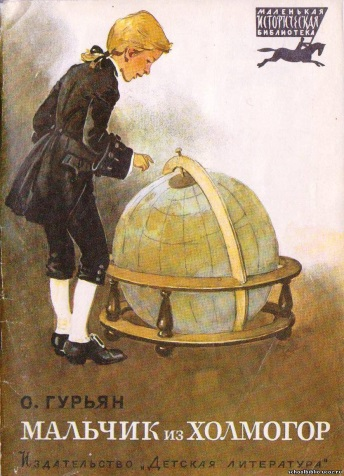 МАЛЕНЬКАЯ
ИСТОРИЧЕСКАЯ
БИБЛИОТЕКА
О. ГУРЬЯН
МАЛЬЧИК ИЗ ХОЛМОГОР
ИЗДАТЕЛЬСТВО „ДЕТСКАЯ ЛИТЕРАТУРА"